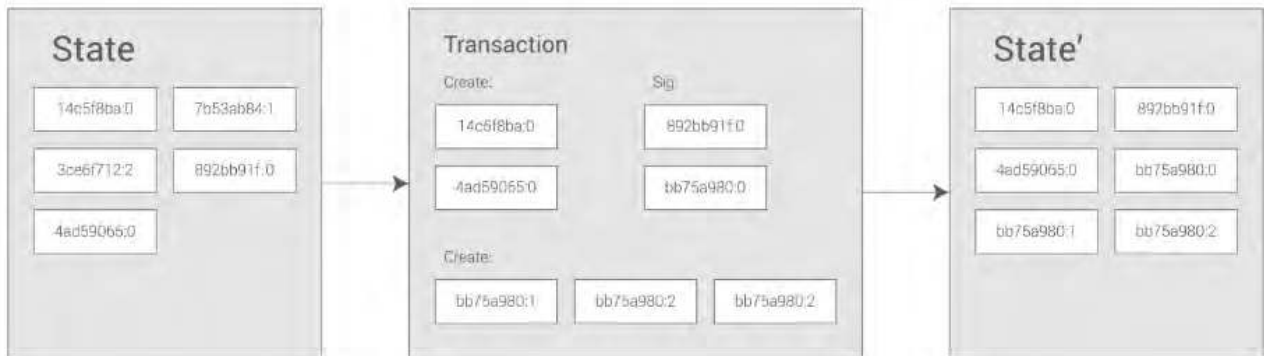 State
14c5f8ba:0 7b53ab84:1
3ce6f712:2 892bb91f:0
4ad59065:0
Transaction
Create: Sig:
14c5f8ba:0 892bb91f:0
4ad59065:0 bb75a980:0
Create:
bb75a980:1 bb75a980:2 bb75a980:2
State'
14c5f8ba:0 892bb91f:0
4ad59065:0 bb75a980:0
bb75a980:1 bb75a980:2